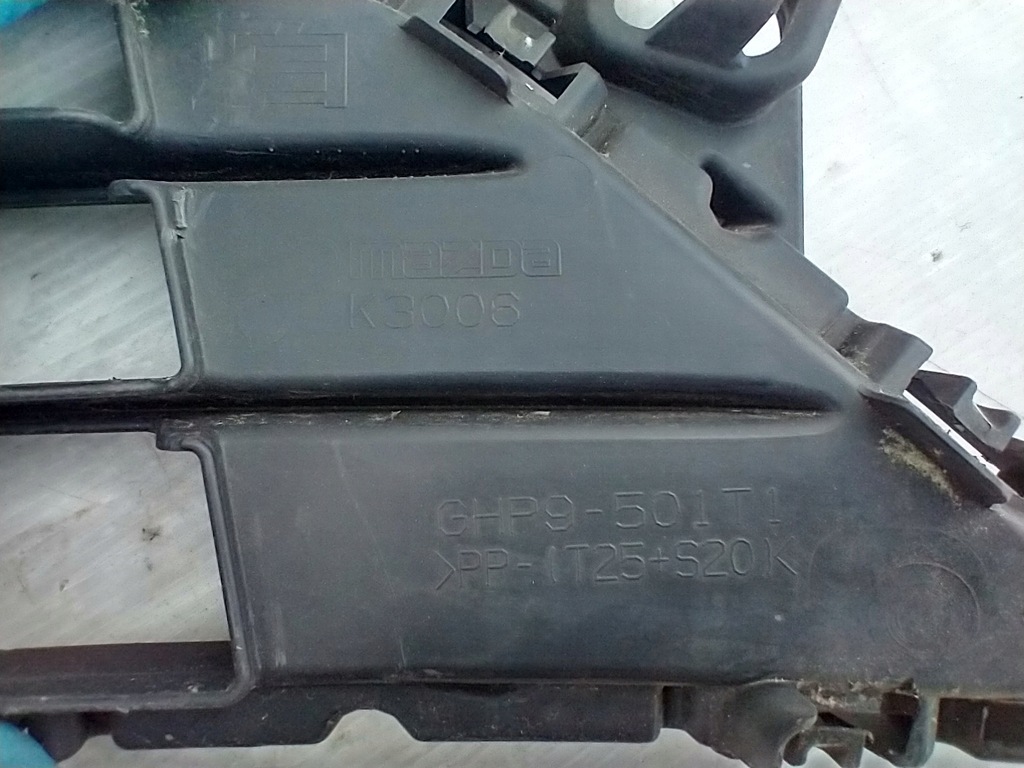 mazda
K3006
GHP9-501T1
>PP-(T25+S20)<